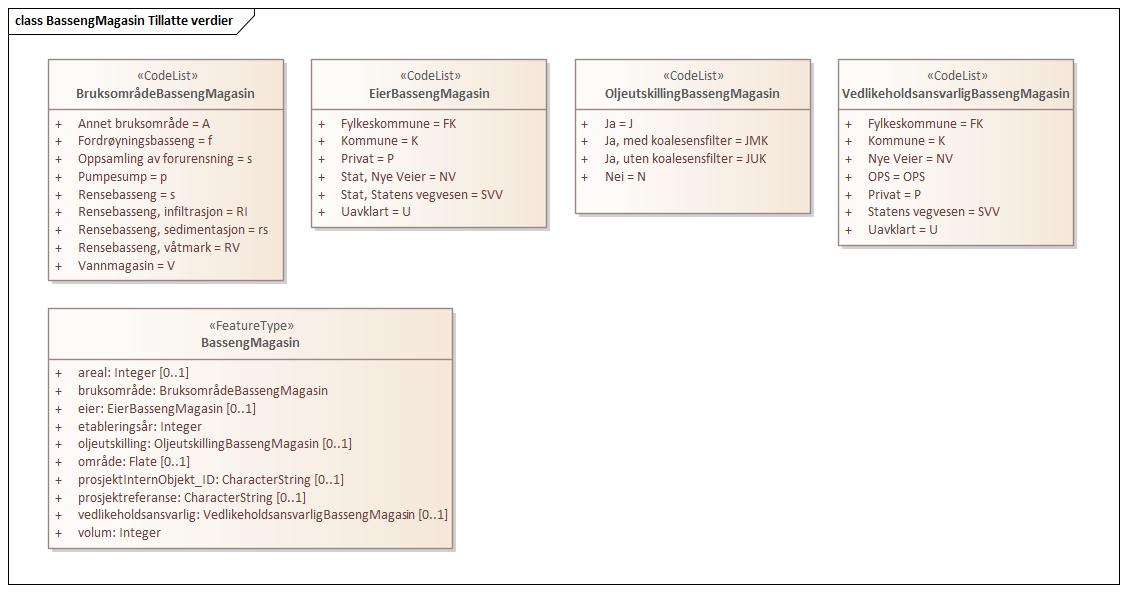 class BassengMagasin Tillatte verdier
«CodeList»
BruksområdeBassengMagasin
+ Annet bruksområde = A
+ Fordrøyningsbasseng = f
+ Oppsamling av forurensning = s
+ Pumpesump = p
+ Rensebasseng = s
+ Rensebasseng, infiltrasjon = RI
+ Rensebasseng, sedimentasjon = rs
+ Rensebasseng, våtmark = RV
+ Vannmagasin = V
«CodeList»
EierBassengMagasin
+ Fylkeskommune = FK
+ Kommune = K
+ Privat = P
+ Stat, Nye Veier = NV
+ Stat, Statens vegvesen = SVV
+ Uavklart = U
«CodeList»
OljeutskillingBassengMagasin
+ Ja = J
+ Ja, med koalesensfilter = JMK
+ Ja, uten koalesensfilter = JUK
+ Nei = N
«CodeList»
VedlikeholdsansvarligBassengMagasin
+ Fylkeskommune = FK
+ Kommune = K
+ Nye Veier = NV
+ OPS = OPS
+ Privat = P
+ Statens vegvesen = SVV
+ Uavklart = U
«FeatureType»
BassengMagasin
+ areal: Integer [0..1]
+ bruksområde: BruksområdeBassengMagasin
+ eier: EierBassengMagasin [0..1]
+ etableringsår: Integer
+ oljeutskilling: OljeutskillingBassengMagasin [0..1]
+ område: Flate [0..1]
+ prosjektInternObjekt_ID: CharacterString [0..1]
+ prosjektreferanse: CharacterString [0..1]
+ vedlikeholdsansvarlig: VedlikeholdsansvarligBassengMagasin [0..1]
+ volum: Integer